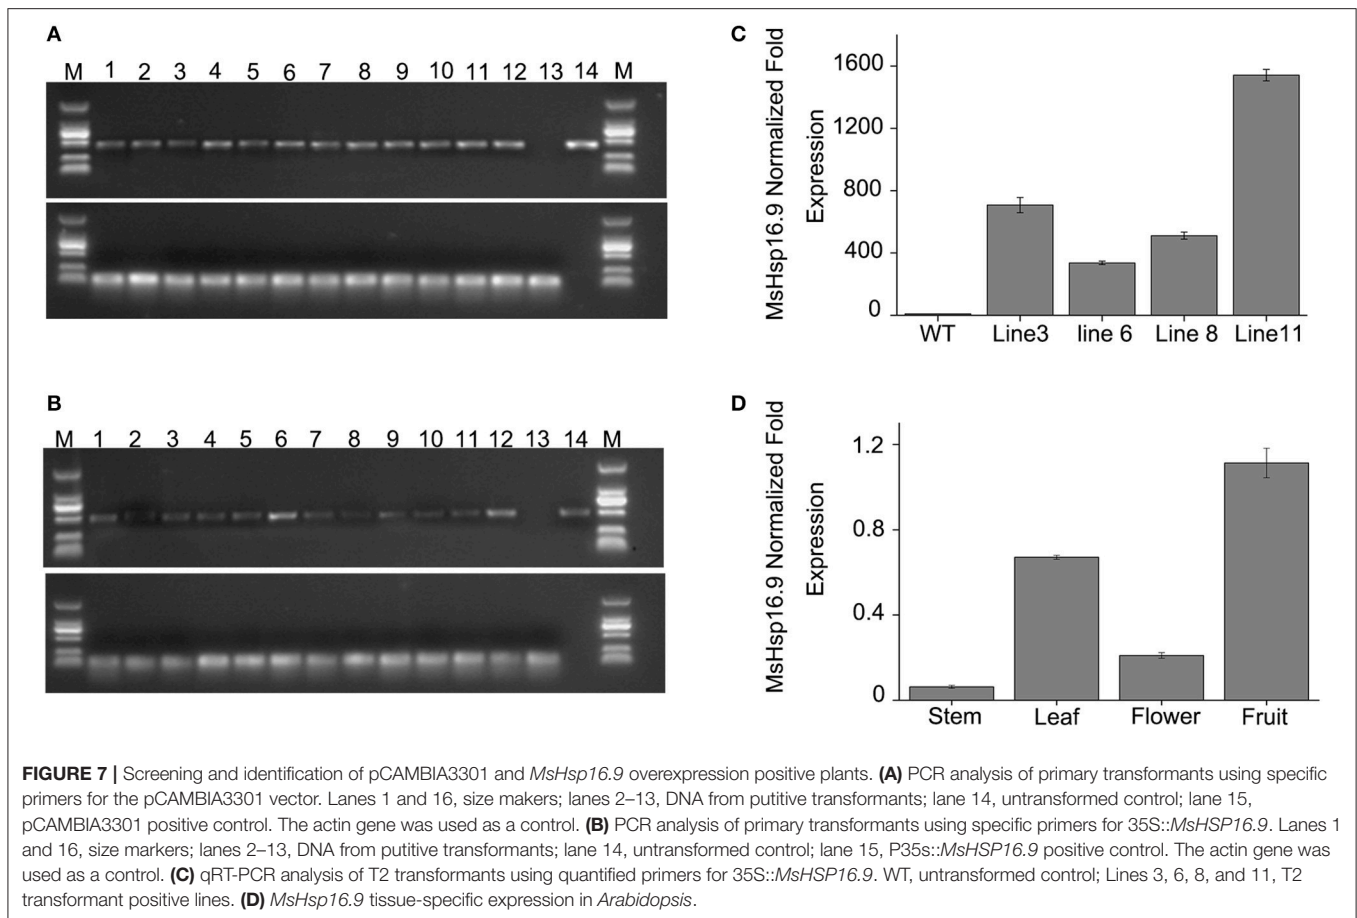 A
M 1 2 3 4 5 6 7 8 9 10 11 12 13 14 M
C
MsHsp16.9 Normalized Fold
Expression
1600
1200
800
400
0
WT Line3 line 6 Line 8 Line11
B
M 1 2 3 4 5 6 7 8 9 10 11 12 13 14 M
D
MsHsp16.9 Normalized Fold
Expression
1.2
0.8
0.4
0
Stem Leaf Flower Fruit
FIGURE 7 | Screening and identification of pCAMBIA3301 and MsHsp16.9 overexpression positive plants. (A) PCR analysis of primary transformants using specific
primers for the pCAMBIA3301 vector. Lanes 1 and 16, size makers; lanes 2–13, DNA from putitive transformants; lane 14, untransformed control; lane 15,
pCAMBIA3301 positive control. The actin gene was used as a control. (B) PCR analysis of primary transformants using specific primers for 35S::MsHSP16.9. Lanes 1
and 16, size markers; lanes 2–13, DNA from putitive transformants; lane 14, untransformed control; lane 15, P35s::MsHSP16.9 positive control. The actin gene was
used as a control. (C) qRT-PCR analysis of T2 transformants using quantified primers for 35S::MsHSP16.9. WT, untransformed control; Lines 3, 6, 8, and 11, T2
transformant positive lines. (D) MsHsp16.9 tissue-specific expression in Arabidopsis.